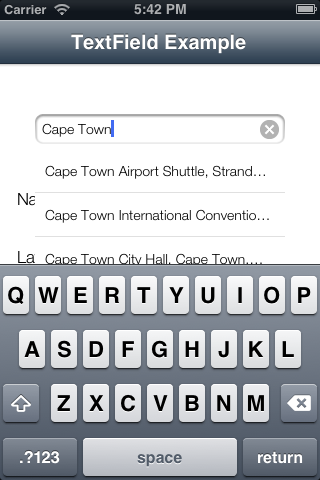 Carrier 5:42 PM
TextField Example
Cape Town
Cape Town Airport Shuttle, Strand…
Na
Cape Town International Conventio…
La
Cape Town City Hall, Cape Town,…
Q W E R T Y U I O P
A S D F G H J K L
Z X C V B N M
.?123 space return